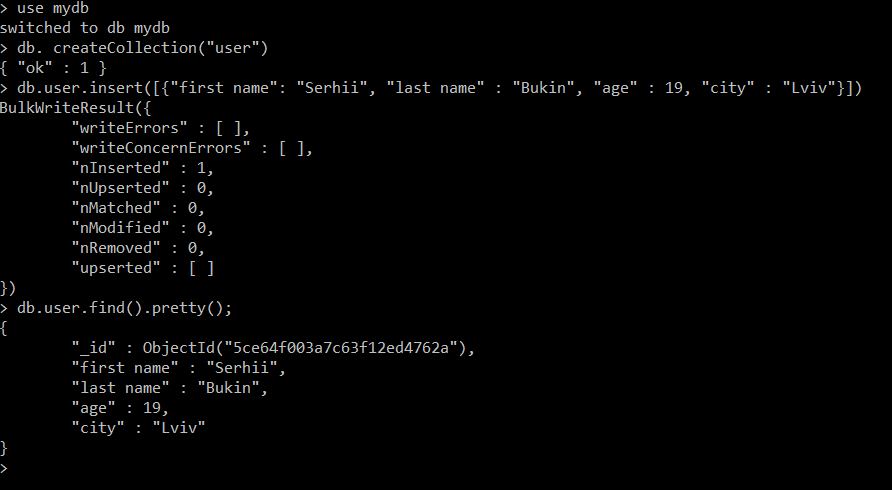 > use mydb
switched to db mydb
> db. createCollection("user")
{ "ok" : 1 }
> db.user.insert([{"first name": "Serhii", "last name" : "Bukin", "age" : 19, "city" : "Lviv"}])
BulkWriteResult({
        "writeErrors" : [ ],
        "writeConcernErrors" : [ ],
        "nInserted" : 1,
        "nUpserted" : 0,
        "nMatched" : 0,
        "nModified" : 0,
        "nRemoved" : 0,
        "upserted" : [ ]
})
> db.user.find().pretty();
{
        "_id" : ObjectId("5ce64f003a7c63f12ed4762a"),
        "first name" : "Serhii",
        "last name" : "Bukin",
        "age" : 19,
        "city" : "Lviv"
}
>